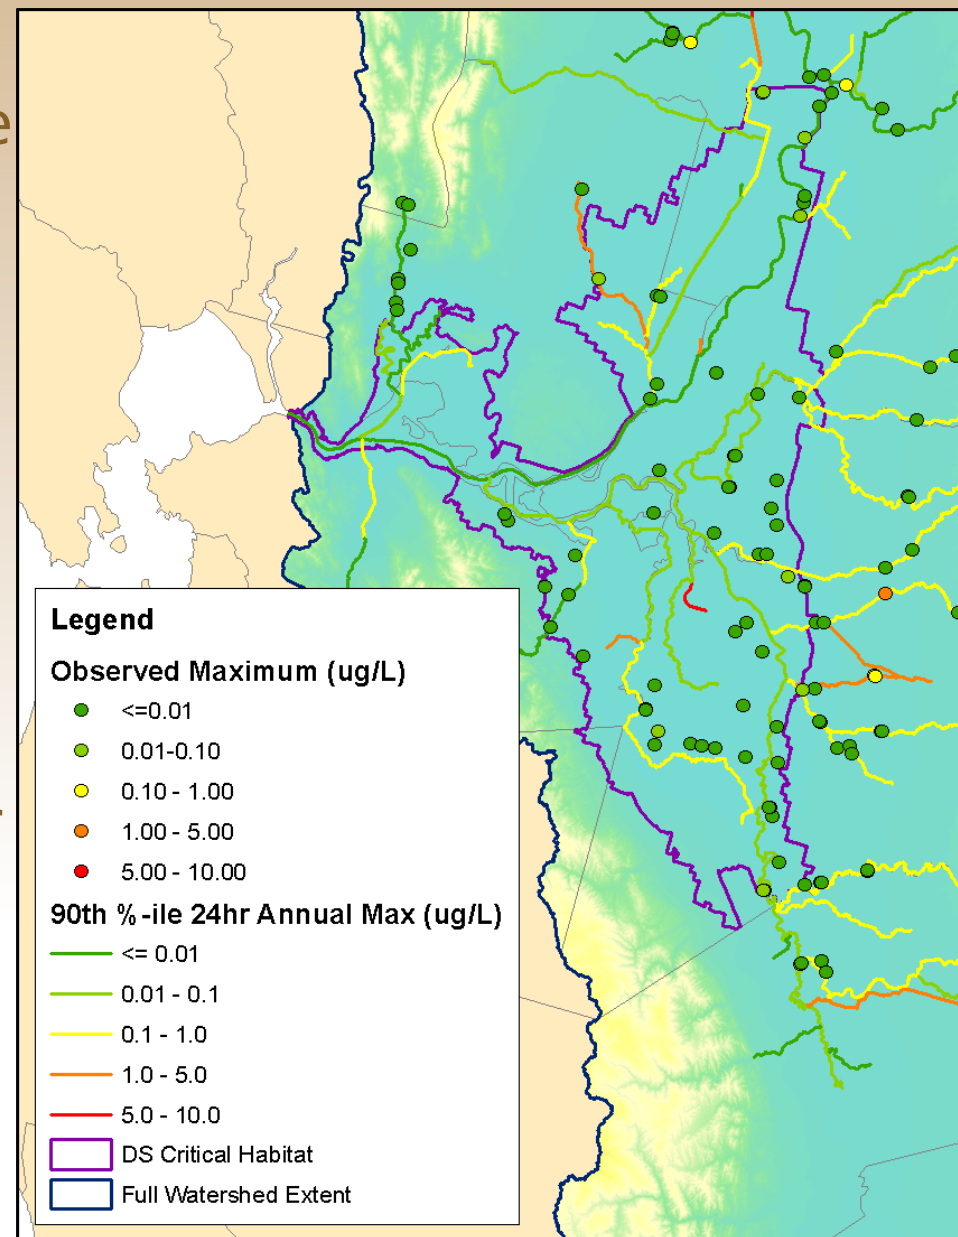 e
Legend
Observed Maximum (ug/L)
<=0.01
0.01-0.10
0.10 - 1.00
1.00 - 5.00
5.00 - 10.00
90th %-ile 24hr Annual Max (ug/L)
<= 0.01
0.01 - 0.1
0.1 - 1.0
1.0 - 5.0
5.0 - 10.0
DS Critical Habitat
Full Watershed Extent